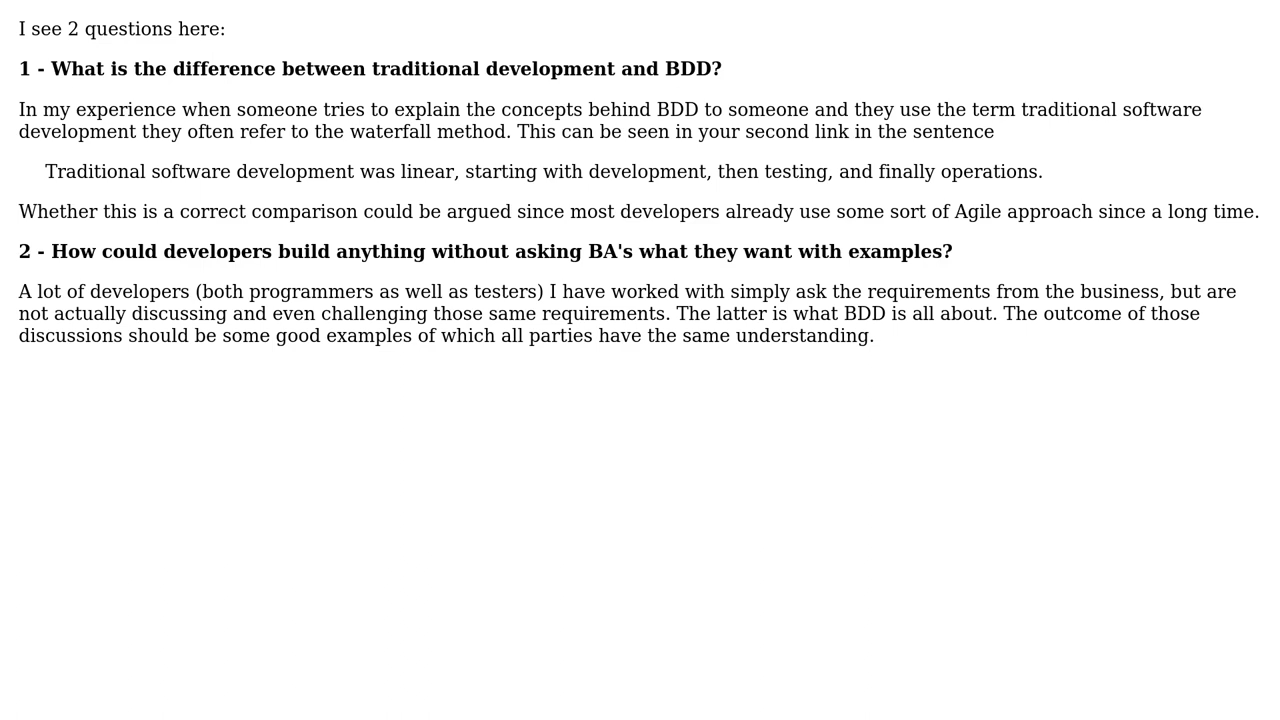 I see 2 questions here:
1 - What is the difference between traditional development and BDD?
In my experience when someone tries to explain the concepts behind BDD to someone and they use the term traditional software
development they often refer to the waterfall method. This can be seen in your second link in the sentence
Traditional software development was linear, starting with development, then testing, and finally operations.
Whether this is a correct comparison could be argued since most developers already use some sort of Agile approach since a long time.
2 - How could developers build anything without asking BA's what they want with examples?
A lot of developers (both programmers as well as testers) I have worked with simply ask the requirements from the business, but are
not actually discussing and even challenging those same requirements. The latter is what BDD is all about. The outcome of those
discussions should be some good examples of which all parties have the same understanding.